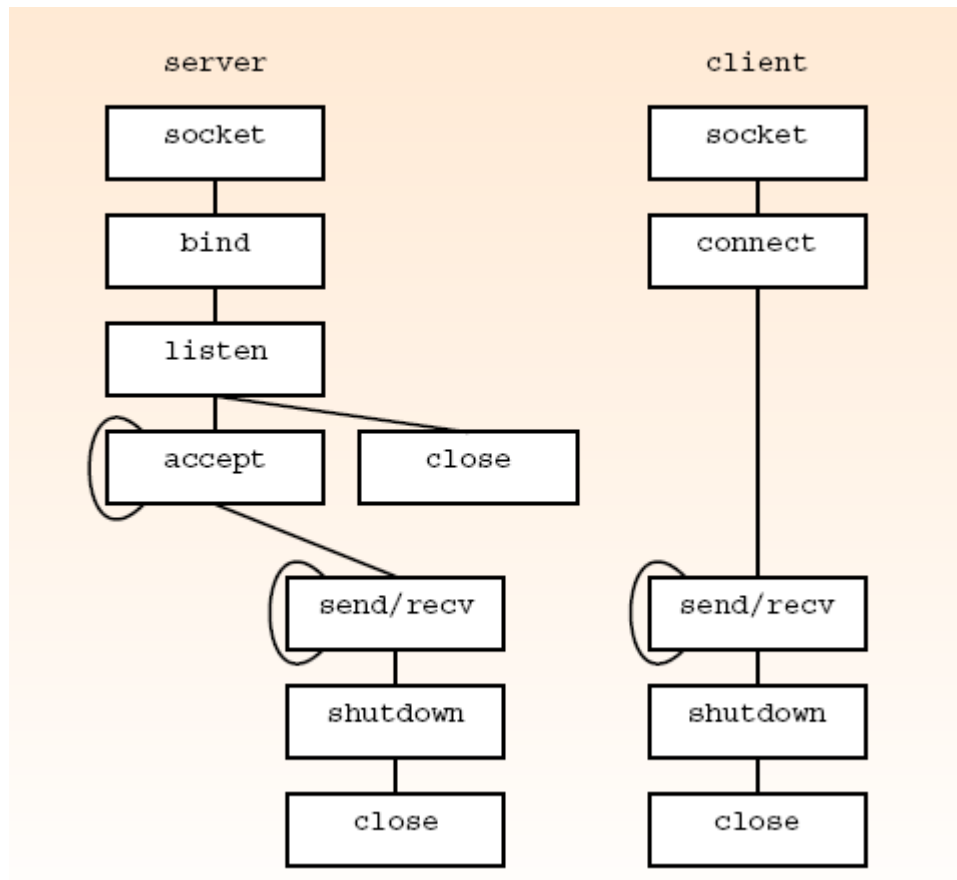 server
socket
bind
listen
accept
close
send/recv
shutdown
close
client
socket
connect
send/recv
shutdown
close